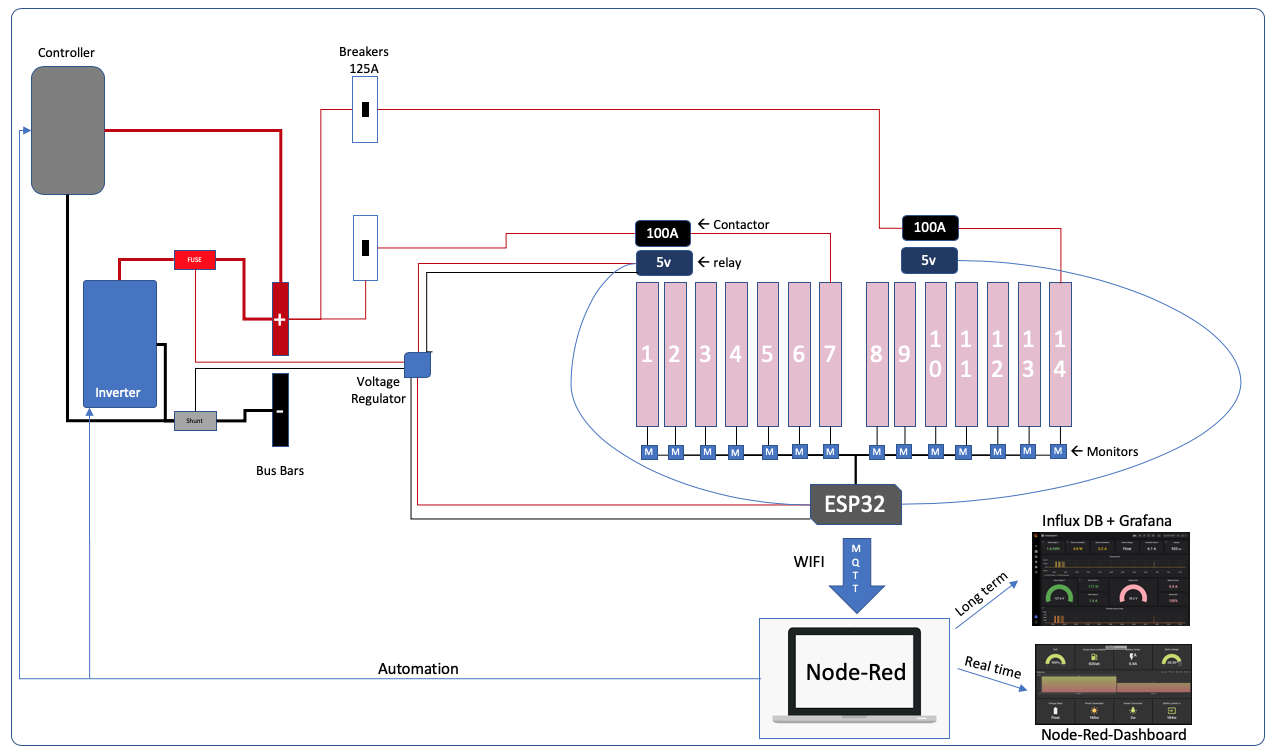 Controller
Breakers
125A
100A
← Contactor
100A
5v
← relay
5v
FUSE
+
1
2
3
4
5
6
7
8
9
10
11
12
13
14
Inverter
Voltage
Regulator
Shunt
-
Bus Bars
M M M M M M M M M M M M M M
← Monitors
ESP32
Influx DB + Grafana
WIFI
MQTT
Long term
Node-Red
Real time
Automation
Node-Red-Dashboard